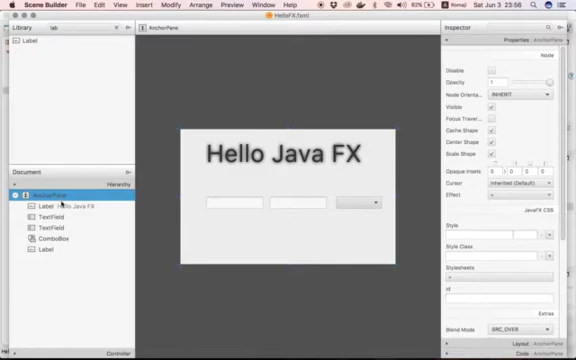 Scene Builder File Edit View Insert Modify Arrange Preview Window Help
82% A Roma) Sat Jun 3 23:56
HelloFX.fxml
Library lab
AnchorPane
Inspector
Label
Properties : AnchorPane
Node
Disable
Opacity 1
Node Orienta... INHERIT
Visible
Focus Traver...
Cache Shape
Center Shape
Scale Shape
Opaque Insets 0 0 0 0
Cursor Inherited (Default)
Effect +
JavaFX CSS
Style
Style Class
Stylesheets
+
Id
Extras
Blend Mode SRC_OVER
Layout : AnchorPane
Code : AnchorPane
Hello Java FX
Document
Hierarchy
AnchorPane
Label Hello Java FX
TextField
TextField
ComboBox
Label
Controller